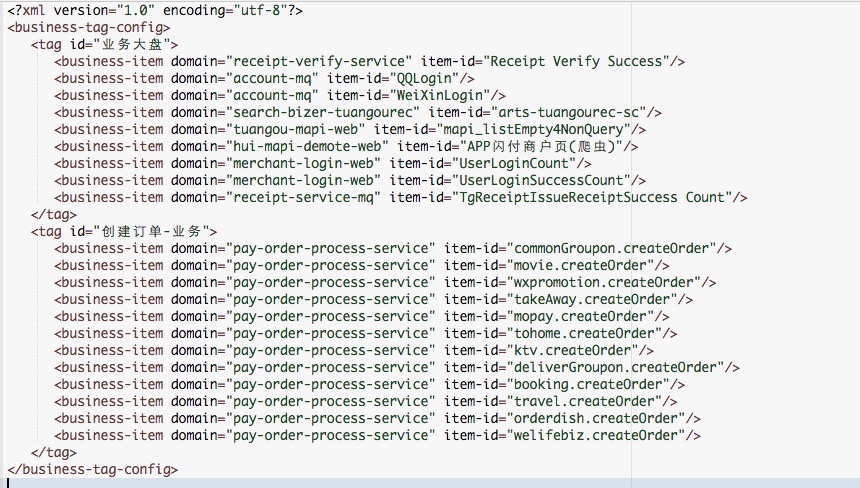 <?xml version="1.0" encoding="utf-8"?>
<business-tag-config>
<tag id="业务大盘">
<business-item domain="receipt-verify-service" item-id="Receipt Verify Success"/>
<business-item domain="account-mq" item-id="QQLogin"/>
<business-item domain="account-mq" item-id="WeiXinLogin"/>
<business-item domain="search-bizer-tuangourec" item-id="arts-tuangourec-sc"/>
<business-item domain="tuangou-mapi-web" item-id="mapi_listEmpty4NonQuery"/>
<business-item domain="hui-mapi-demote-web" item-id="APP闪付商户页(爬虫)"/>
<business-item domain="merchant-login-web" item-id="UserLoginCount"/>
<business-item domain="merchant-login-web" item-id="UserLoginSuccessCount"/>
<business-item domain="receipt-service-mq" item-id="TgReceiptIssueReceiptSuccess Count"/>
</tag>
<tag id="创建订单-业务">
<business-item domain="pay-order-process-service" item-id="commonGroupon.createOrder"/>
<business-item domain="pay-order-process-service" item-id="movie.createOrder"/>
<business-item domain="pay-order-process-service" item-id="wxpromotion.createOrder"/>
<business-item domain="pay-order-process-service" item-id="takeAway.createOrder"/>
<business-item domain="pay-order-process-service" item-id="mopay.createOrder"/>
<business-item domain="pay-order-process-service" item-id="tohome.createOrder"/>
<business-item domain="pay-order-process-service" item-id="ktv.createOrder"/>
<business-item domain="pay-order-process-service" item-id="deliverGroupon.createOrder"/>
<business-item domain="pay-order-process-service" item-id="booking.createOrder"/>
<business-item domain="pay-order-process-service" item-id="travel.createOrder"/>
<business-item domain="pay-order-process-service" item-id="orderdish.createOrder"/>
<business-item domain="pay-order-process-service" item-id="welifebiz.createOrder"/>
</tag>
</business-tag-config>